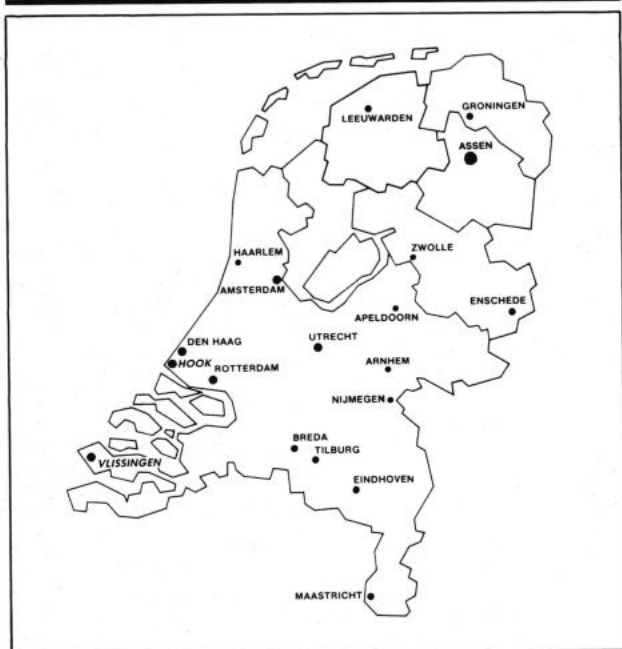 LEEUWARDEN
GRONINGEN
ASSEN
HAARLEM
ZWOLLE
AMSTERDAM
ENSCHEDE
APELDOORN
DEN HAAG
UTRECHT
HOOK
ROTTERDAM
ARNHEM
NIJMEGEN
BREDA
TILBURG
VLISSINGEN
EINDHOVEN
MAASTRICHT